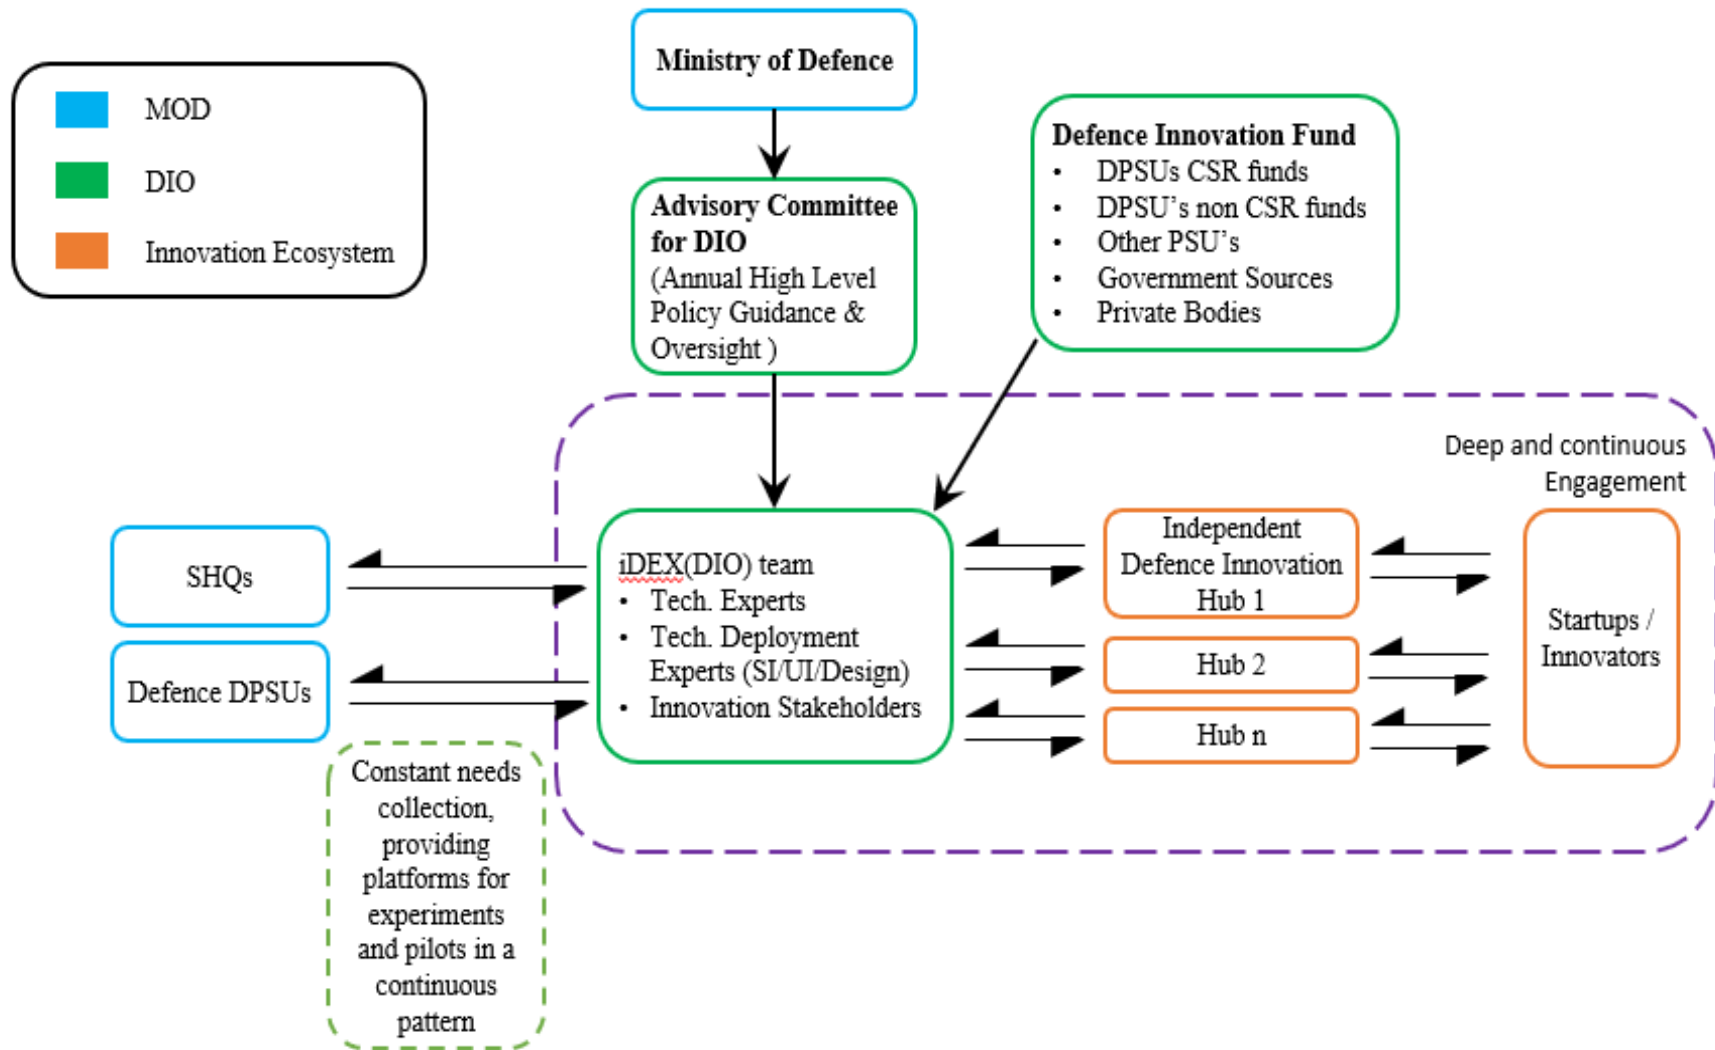 Ministry of Defence
MOD
DIO
Innovation Ecosystem
Defence Innovation Fund
• DPSUs CSR funds
• DPSU’s non CSR funds
• Other PSU’s
• Government Sources
• Private Bodies
Advisory Committee
for DIO
(Annual High Level
Policy Guidance &
Oversight )
Deep and continuous
Engagement
SHQs
Defence DPSUs
iDEX(DIO) team
• Tech. Experts
• Tech. Deployment
Experts (SI/UI/Design)
• Innovation Stakeholders
Independent
Defence Innovation
Hub 1
Hub 2
Hub n
Startups /
Innovators
Constant needs
collection,
providing
platforms for
experiments
and pilots in a
continuous
pattern